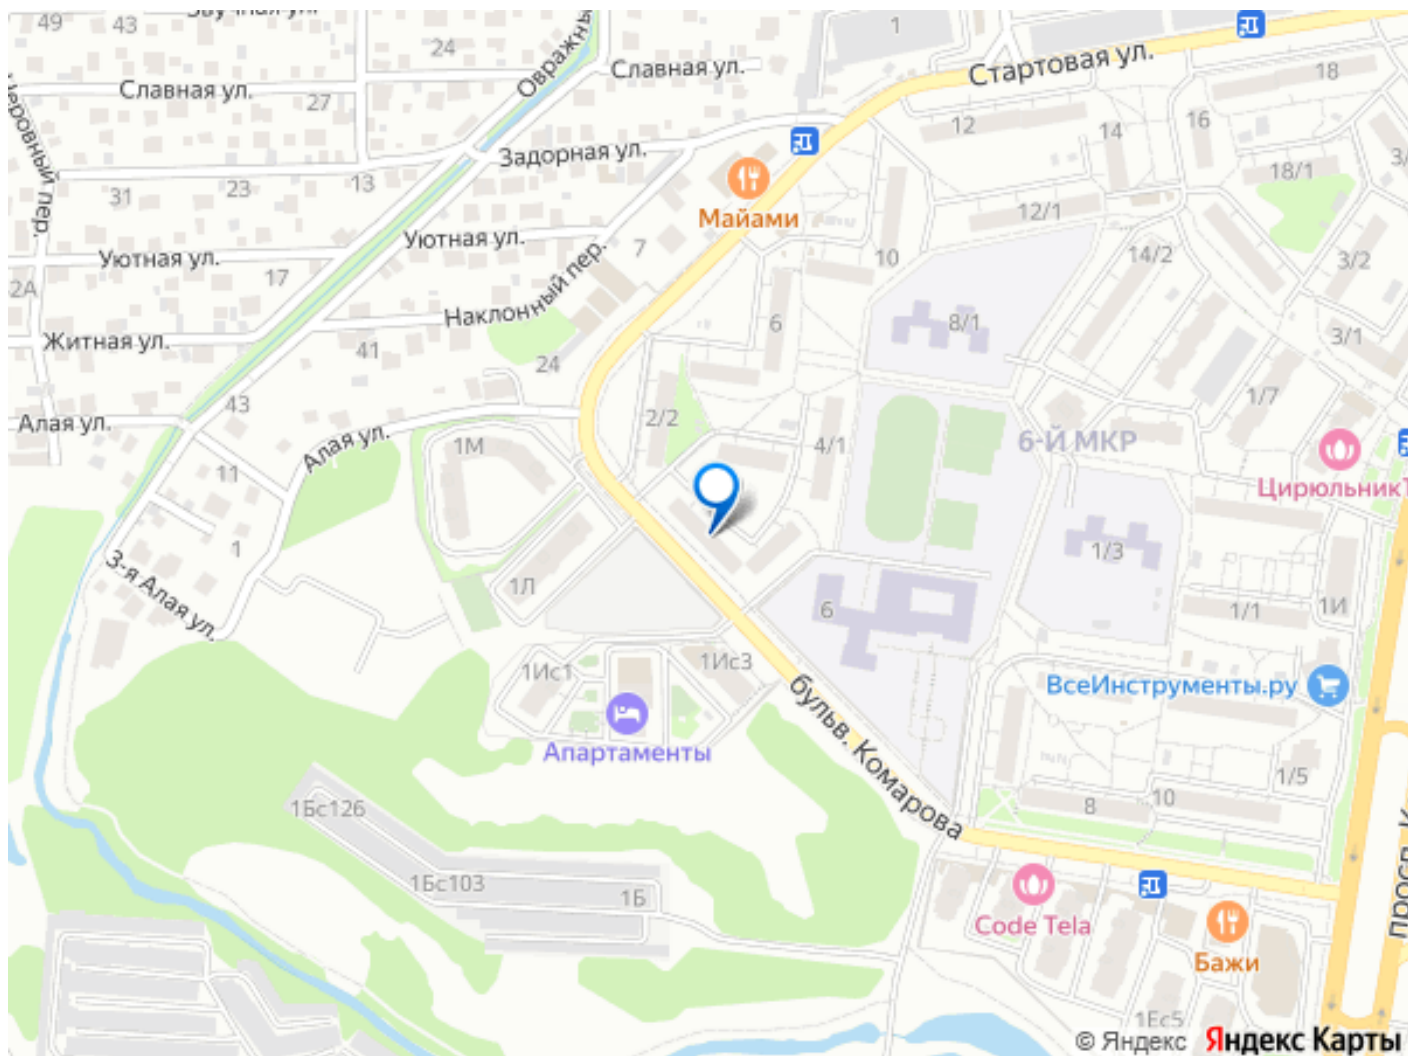 49
43
Звучная ул.
24
1
Славная ул.
Стартовая ул.
18
Славная ул.
27
Овражный
12
14
16
Задорная ул.
18/1
31
23
13
Майами
12/1
Уютная ул.
7
Уютная ул.
17
10
14/2
3/2
2А
Наклонный пер.
6
8/1
3/1
Житная ул.
41
24
1/7
43
Алая ул.
Алая ул.
1М
2/2
4/1
6-Й МКР
11
Цирюльник
1
1Л
1/3
3-я Алая ул.
6
1/1
1И
1Ис1
1Ис3
ВсеИнструменты.ру
Апартаменты
бульв. Комарова
1/5
1Бс126
8
10
1Бс103
1Б
Code Tela
Бажи
1Ес5
© Яндекс Яндекс Карты